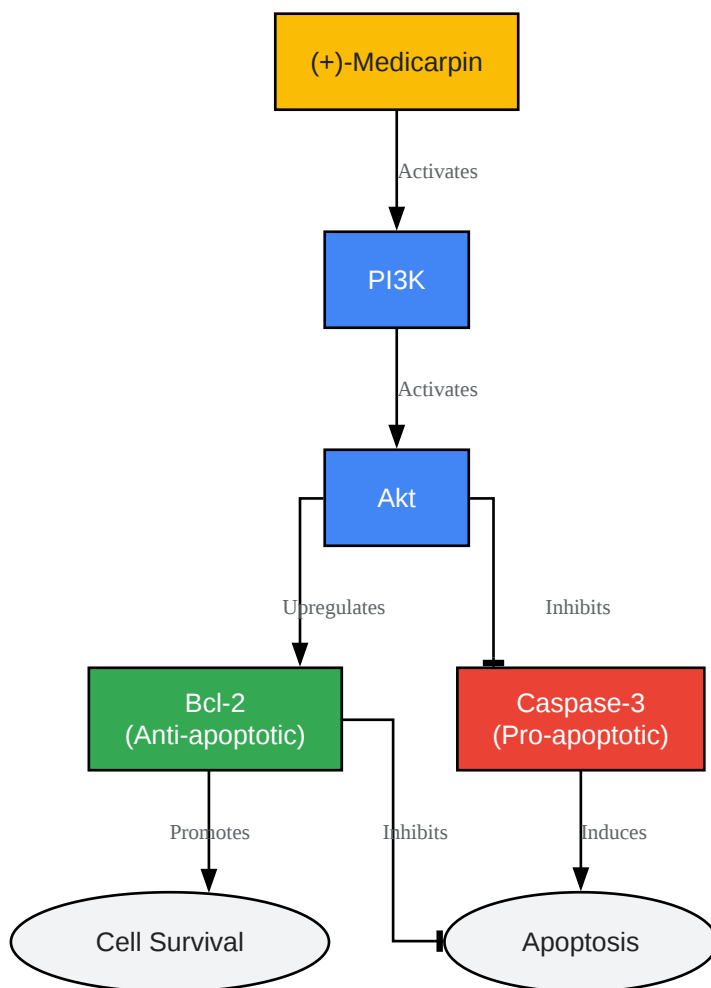 (+)-Medicarpin
Activates
PI3K
Activates
Akt
Upregulates
Inhibits
Bcl-2
(Anti-apoptotic)
Caspase-3
(Pro-apoptotic)
Promotes
Inhibits
Induces
Cell Survival
Apoptosis